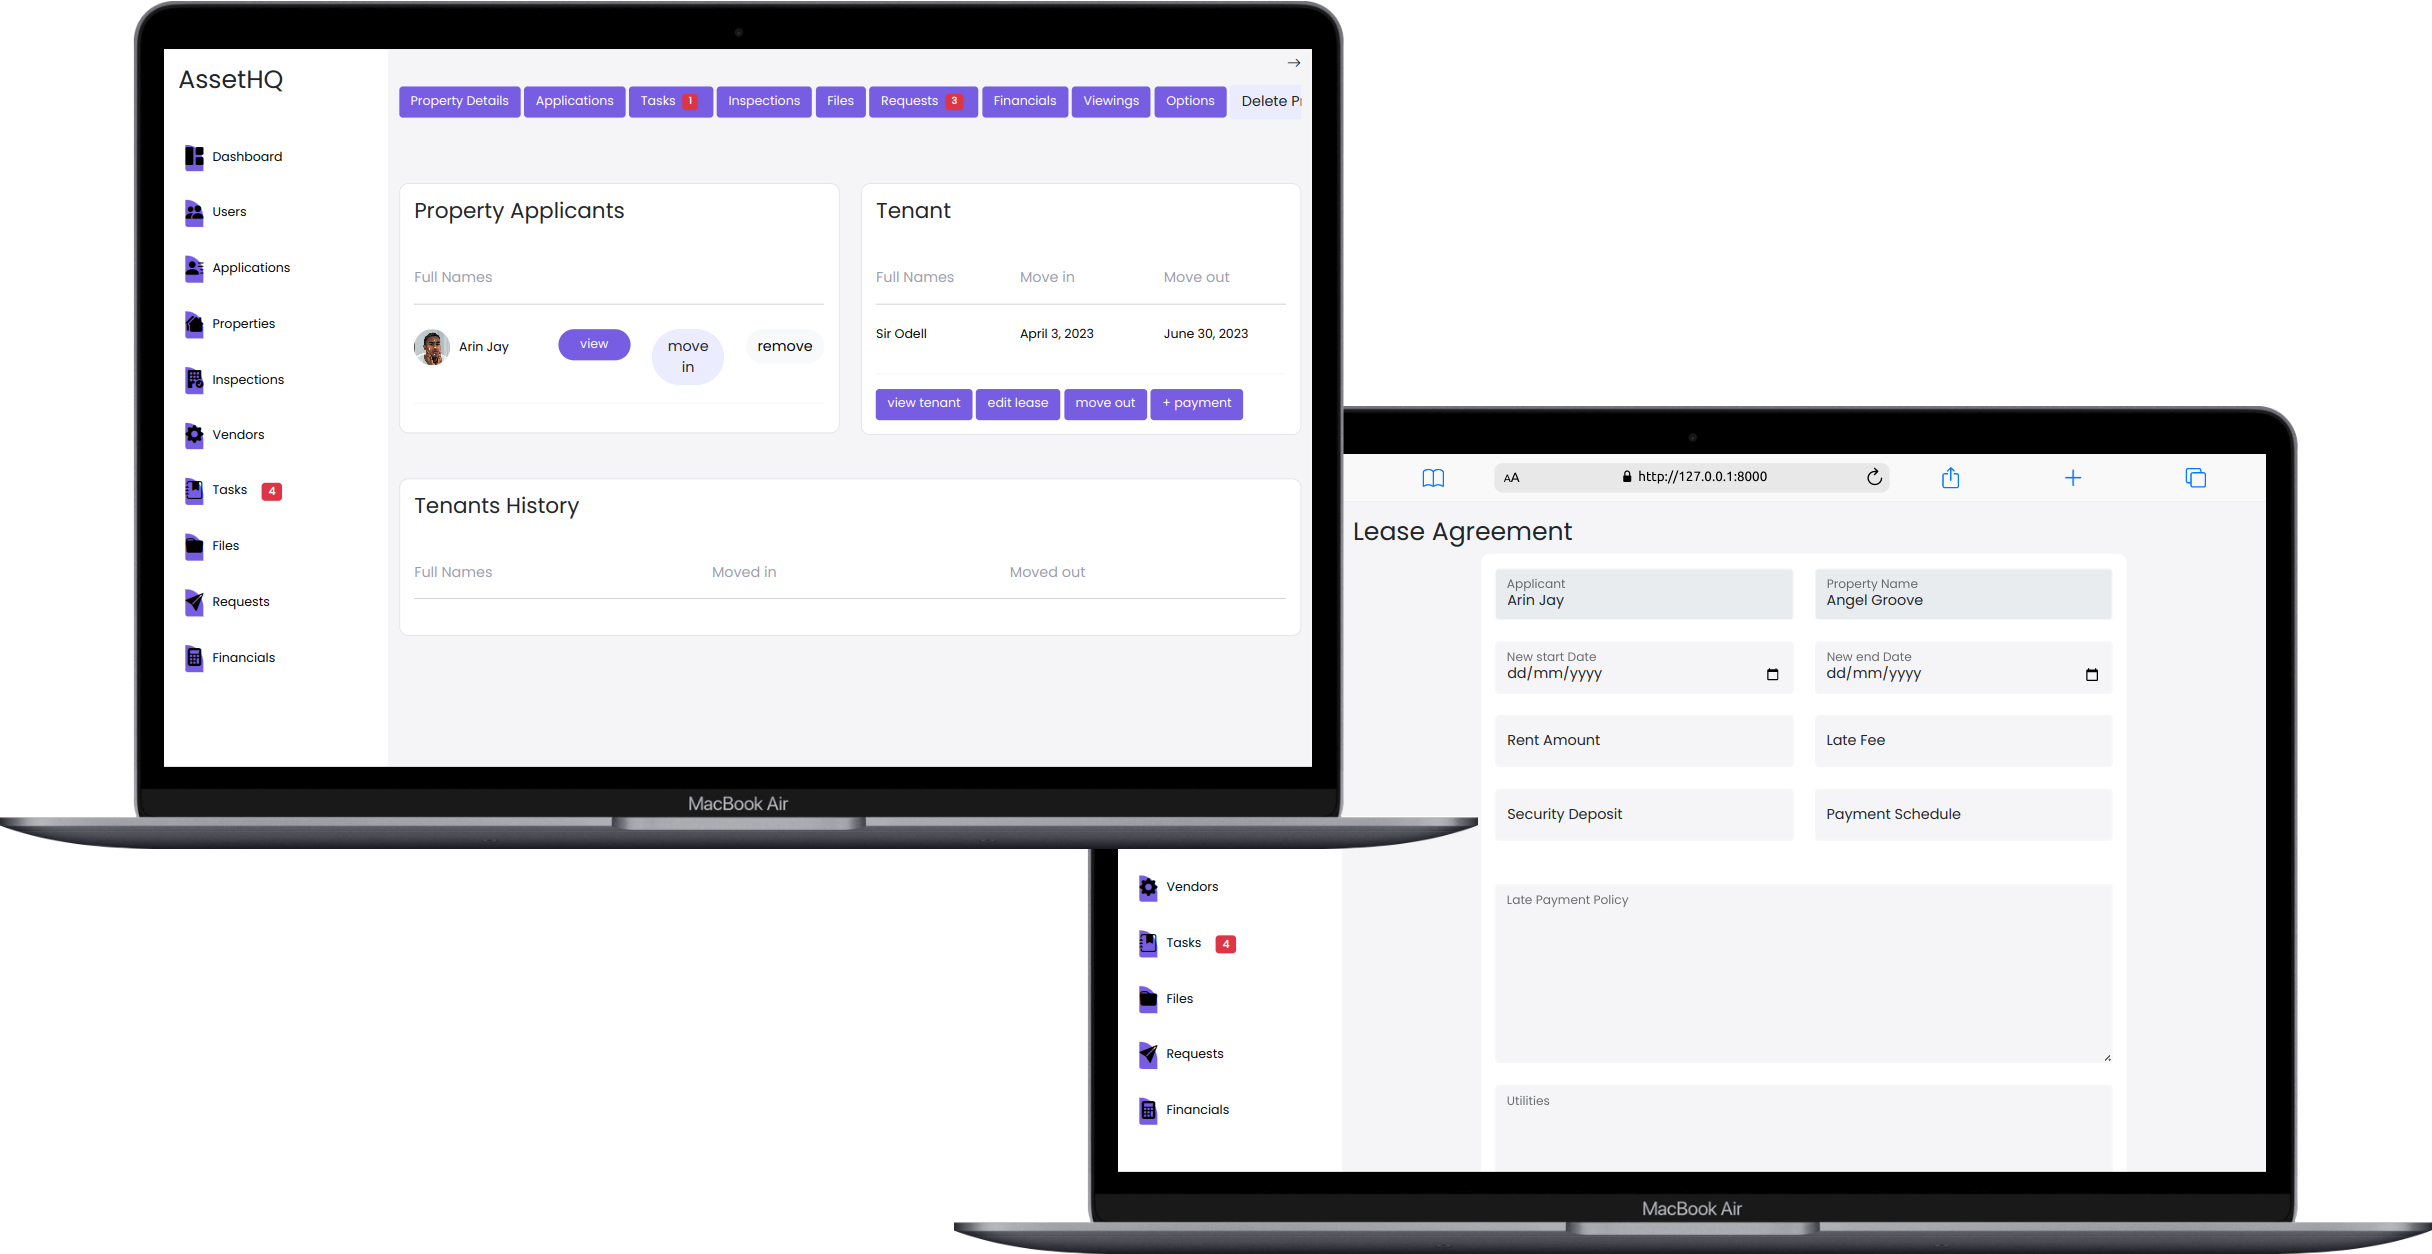 AssetHQ
Dashboard
Users
Applications
Properties
Inspections
Vendors
Tasks 4
Files
Requests
Financials
Property Details Applications Tasks 1 Inspections Files Requests 3 Financials Viewings Options Delete P
Property Applicants
Full Names
Arin Jay view move in remove
Tenant
Full Names Move in Move out
Sir Odell April 3, 2023 June 30, 2023
view tenant edit lease move out + payment
Tenants History
Full Names Moved in Moved out
MacBook Air
AA http://127.0.0.1:8000
Lease Agreement
Applicant
Arin Jay
Property Name
Angel Groove
New start Date
dd/mm/yyyy
New end Date
dd/mm/yyyy
Rent Amount
Late Fee
Security Deposit
Payment Schedule
Late Payment Policy
Utilities
Vendors
Tasks 4
Files
Requests
Financials
MacBook Air